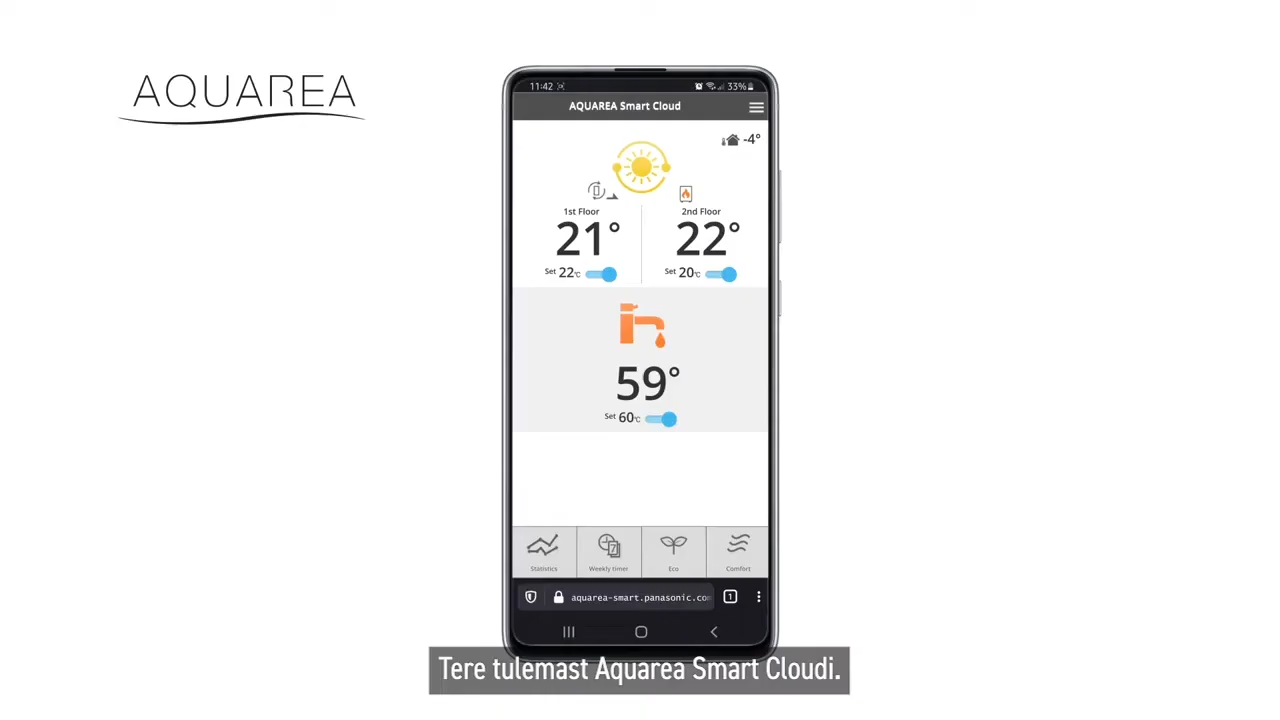 AQUAREA
11:42 33%
AQUAREA Smart Cloud
-4°
1st Floor 2nd Floor
21° 22°
Set 22°C Set 20°C
59°
Set 60°C
7
Statistics Weekly timer Eco Comfort
aquarea-smart.panasonic.com 1
Tere tulemast Aquarea Smart Cloudi.